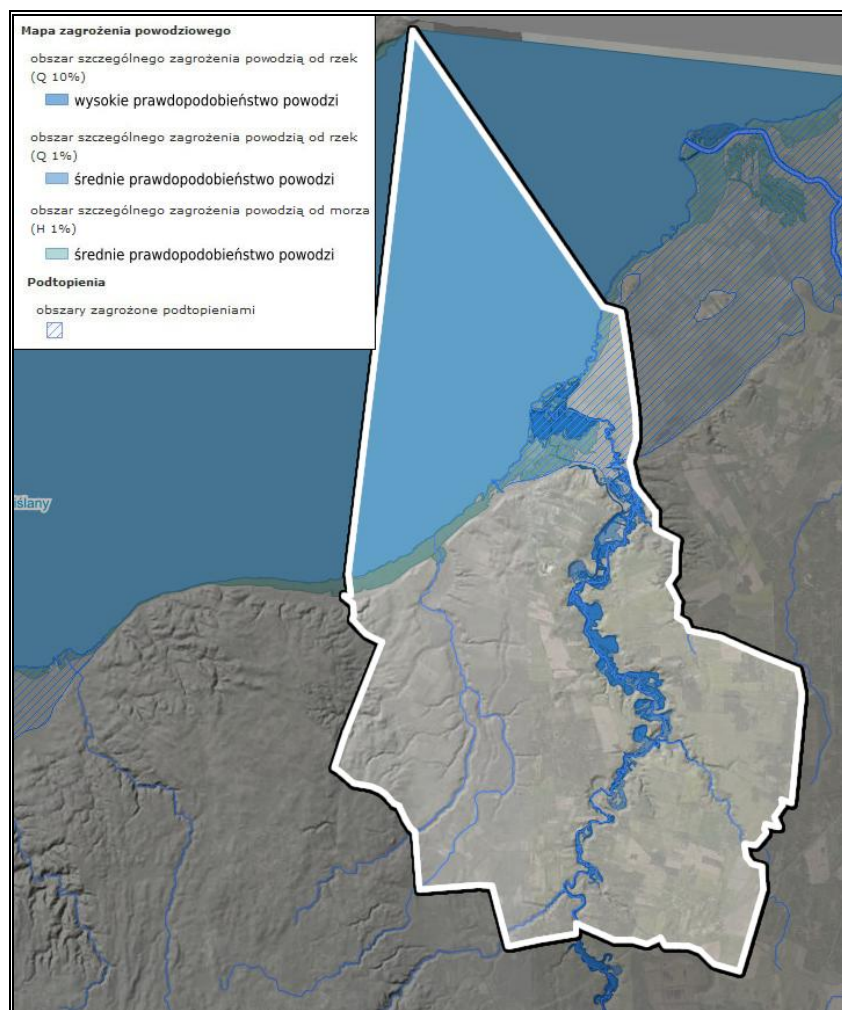 Mapa zagrożenia powodziowego
obszar szczególnego zagrożenia powodzią od rzek
(Q 10%)
wysokie prawdopodobieństwo powodzi
obszar szczególnego zagrożenia powodzią od rzek
(Q 1%)
średnie prawdopodobieństwo powodzi
obszar szczególnego zagrożenia powodzią od morza
(H 1%)
średnie prawdopodobieństwo powodzi
Podtopienia
obszary zagrożone podtopieniami
iślany